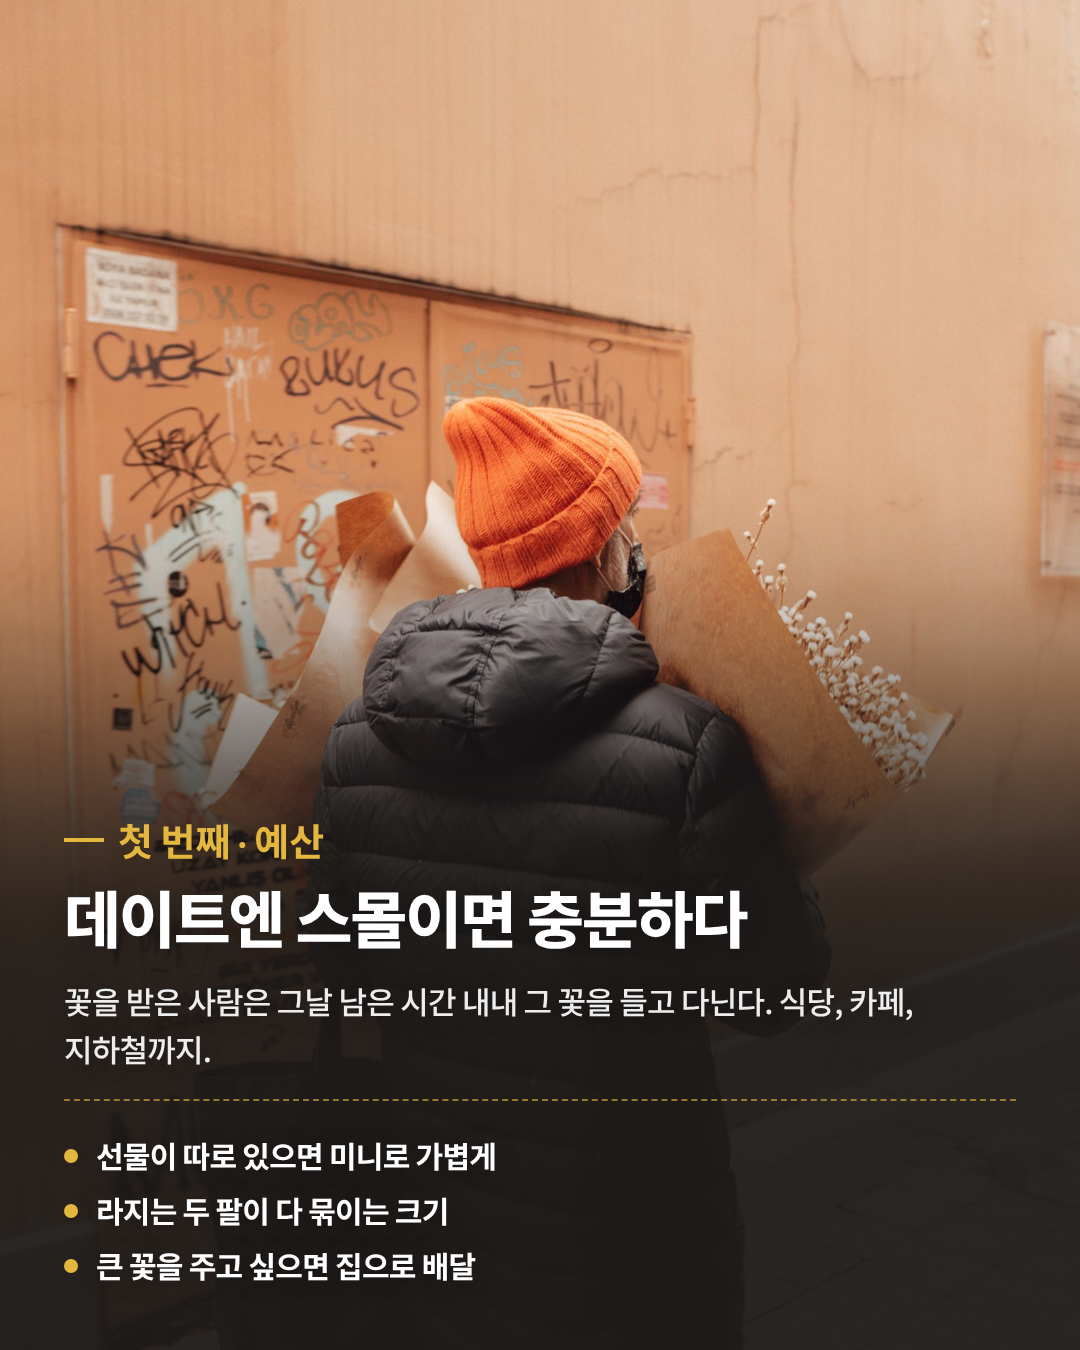 CHEK
첫 번째 · 예산
데이트엔 스몰이면 충분하다
꽃을 받은 사람은 그날 남은 시간 내내 그 꽃을 들고 다닌다. 식당, 카페,
지하철까지.
선물이 따로 있으면 미니로 가볍게
라지는 두 팔이 다 묶이는 크기
큰 꽃을 주고 싶으면 집으로 배달